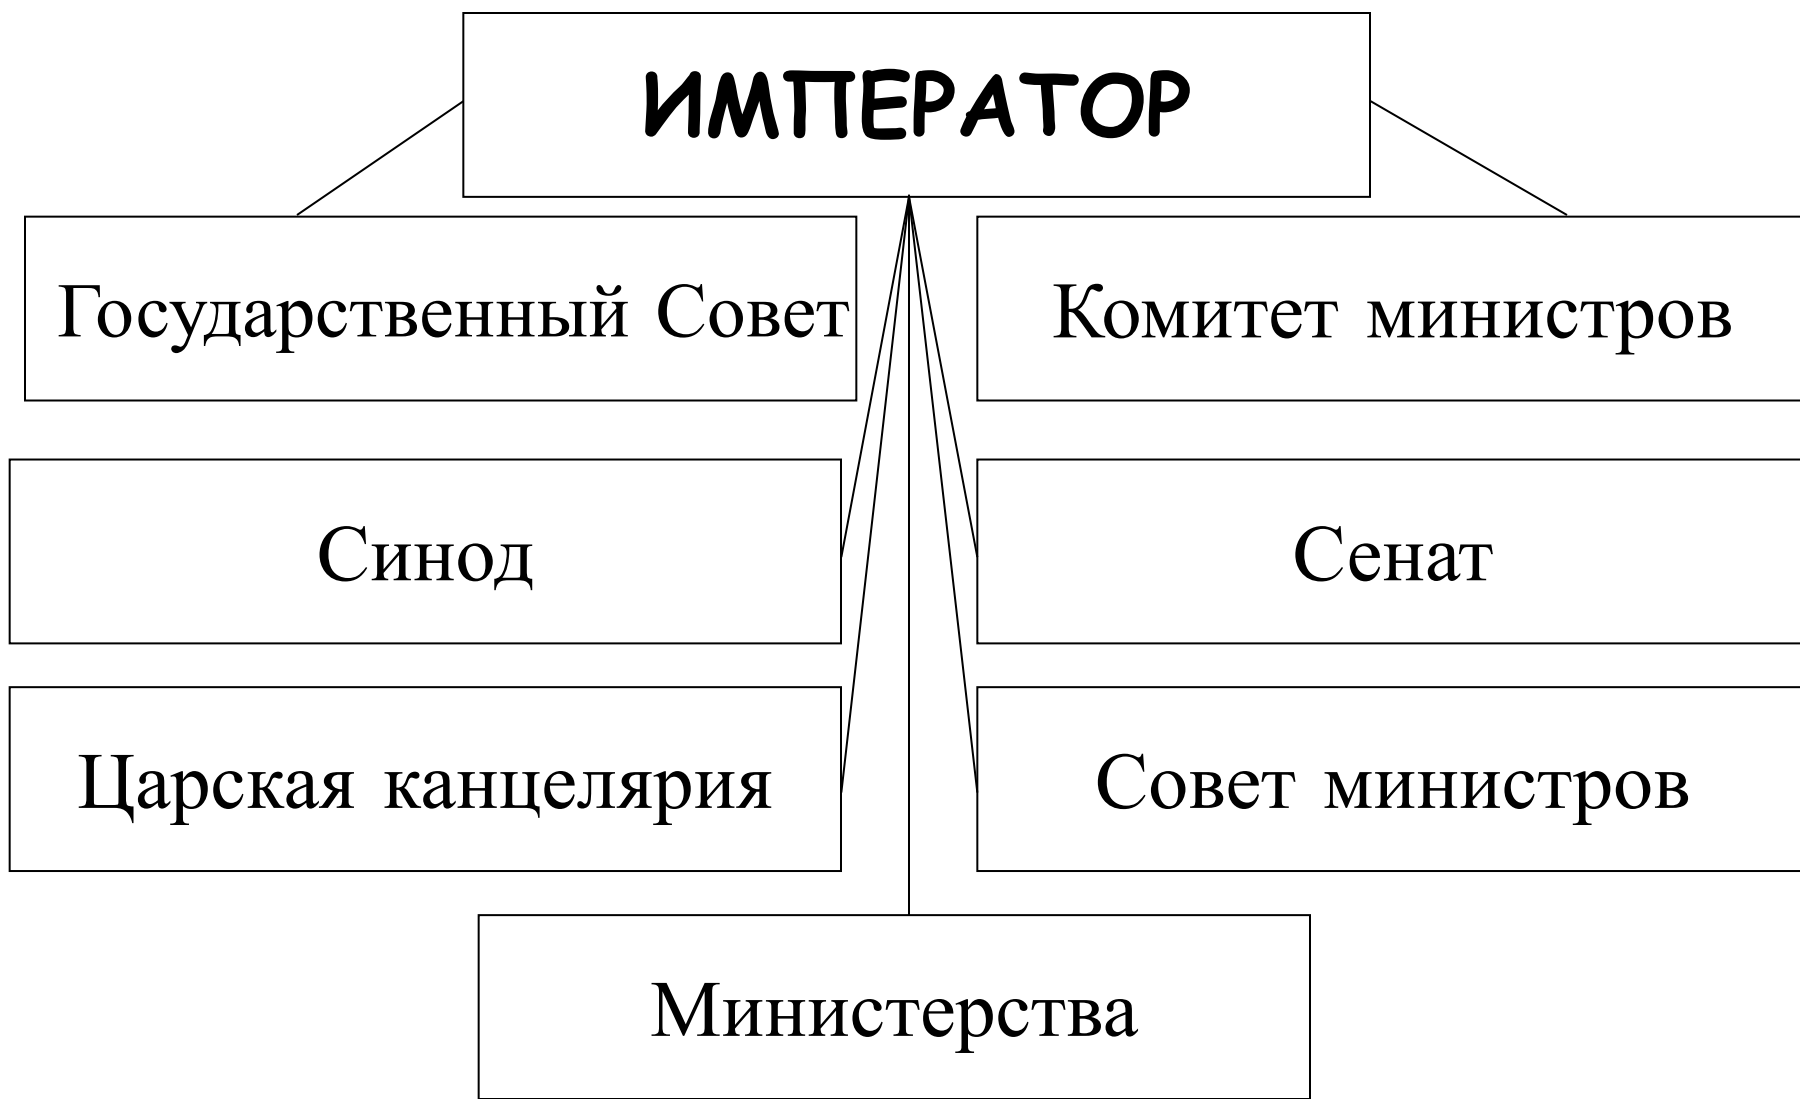 ИМПЕРАТОР
Государственный Совет
Комитет министров
Синод
Сенат
Царская канцелярия
Совет министров
Министерства